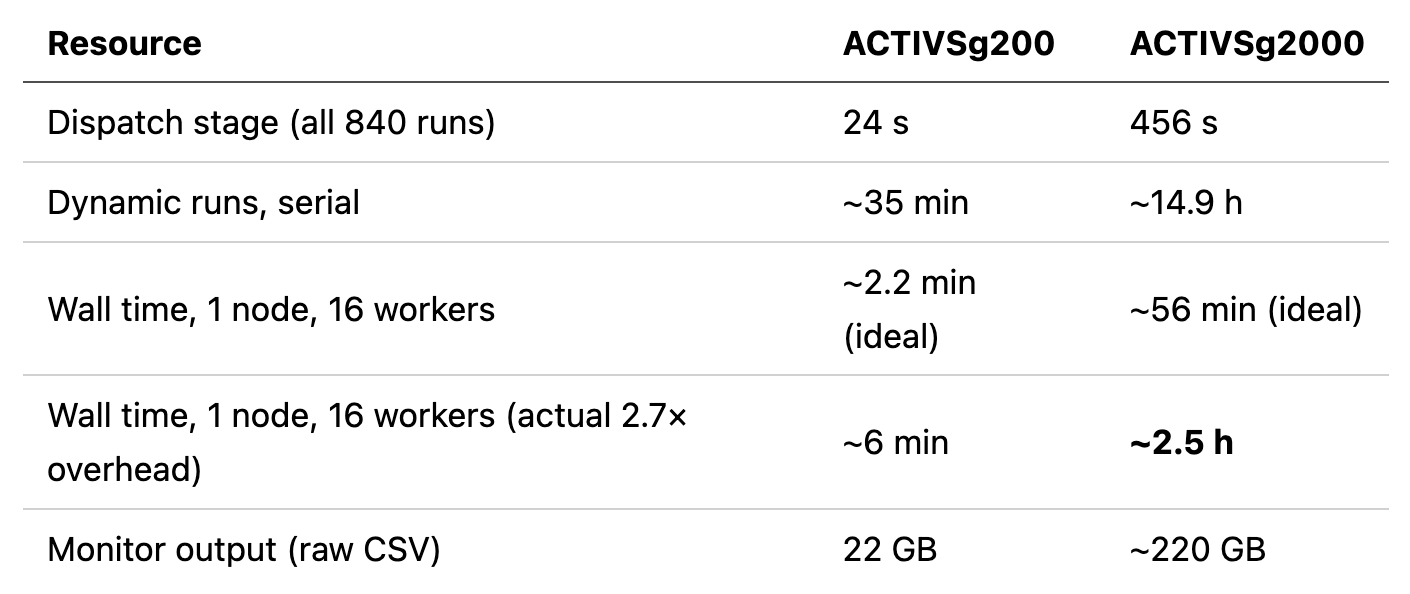 Resource ACTIVSg200 ACTIVSg2000
Dispatch stage (all 840 runs) 24 s 456 s
Dynamic runs, serial ~35 min ~14.9 h
Wall time, 1 node, 16 workers ~2.2 min (ideal) ~56 min (ideal)
Wall time, 1 node, 16 workers (actual 2.7× overhead) ~6 min ~2.5 h
Monitor output (raw CSV) 22 GB ~220 GB